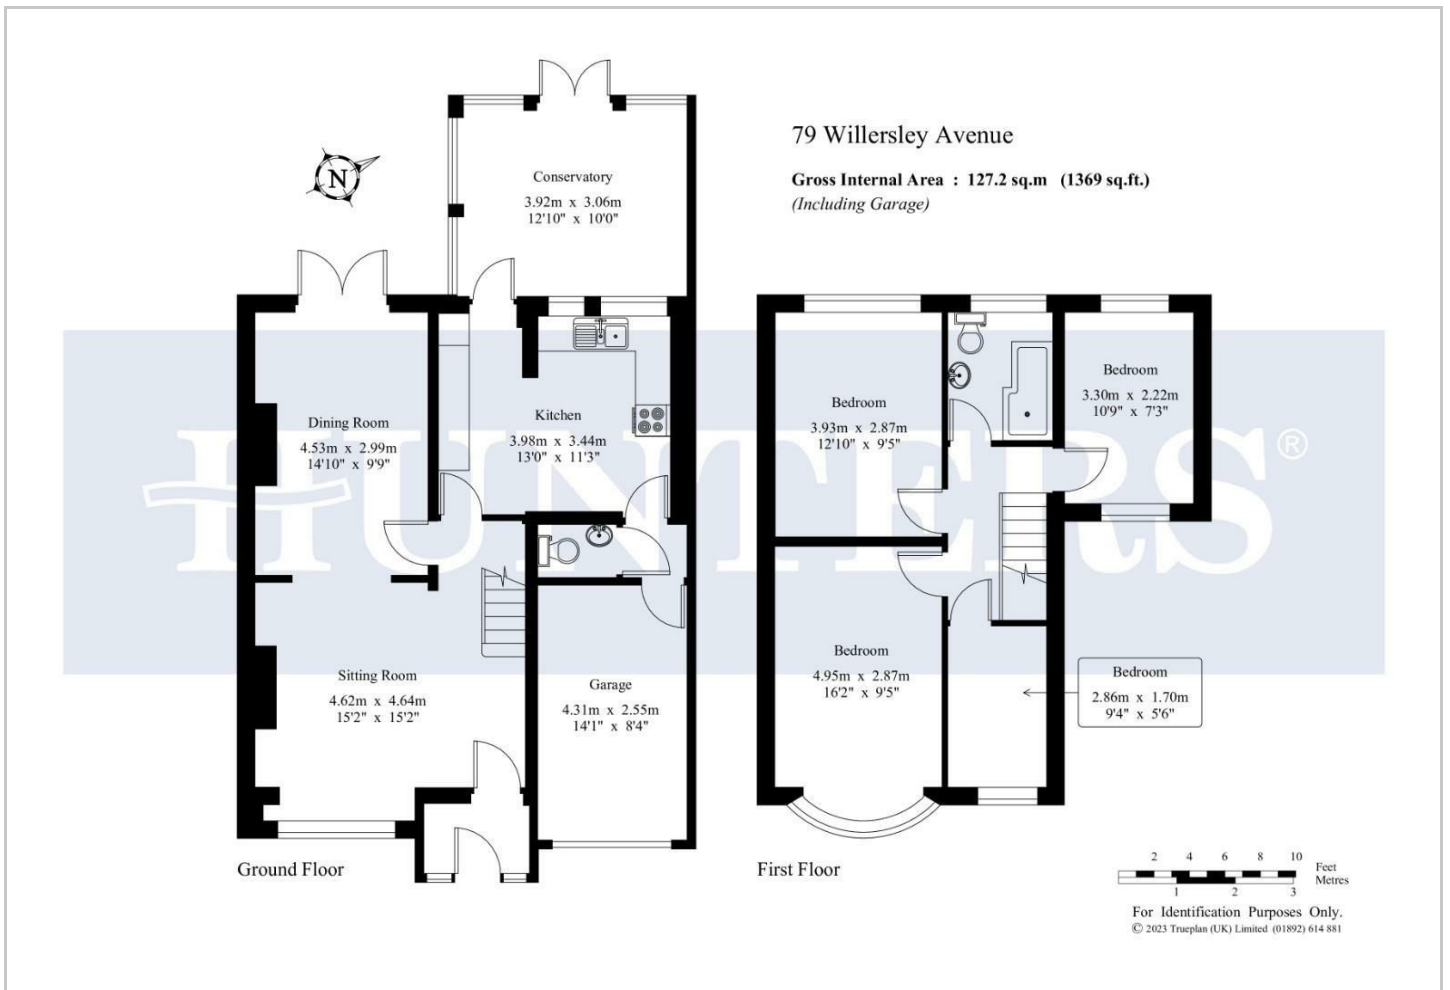 79 Willersley Avenue
Gross Internal Area : 127.2 sq.m (1369 sq.ft.)
(Including Garage)
N
Conservatory
3.92m x 3.06m
12'10" x 10'0"
Dining Room
4.53m x 2.99m
14'10" x 9'9"
Kitchen
3.98m x 3.44m
13'0" x 11'3"
Sitting Room
4.62m x 4.64m
15'2" x 15'2"
Garage
4.31m x 2.55m
14'1" x 8'4"
Ground Floor
Bedroom
3.93m x 2.87m
12'10" x 9'5"
Bedroom
3.30m x 2.22m
10'9" x 7'3"
Bedroom
4.95m x 2.87m
16'2" x 9'5"
Bedroom
2.86m x 1.70m
9'4" x 5'6"
First Floor
HUNTERS®
2 4 6 8 10 Feet
Metres
1 2 3
For Identification Purposes Only.
© 2023 Trueplan (UK) Limited (01892) 614 881